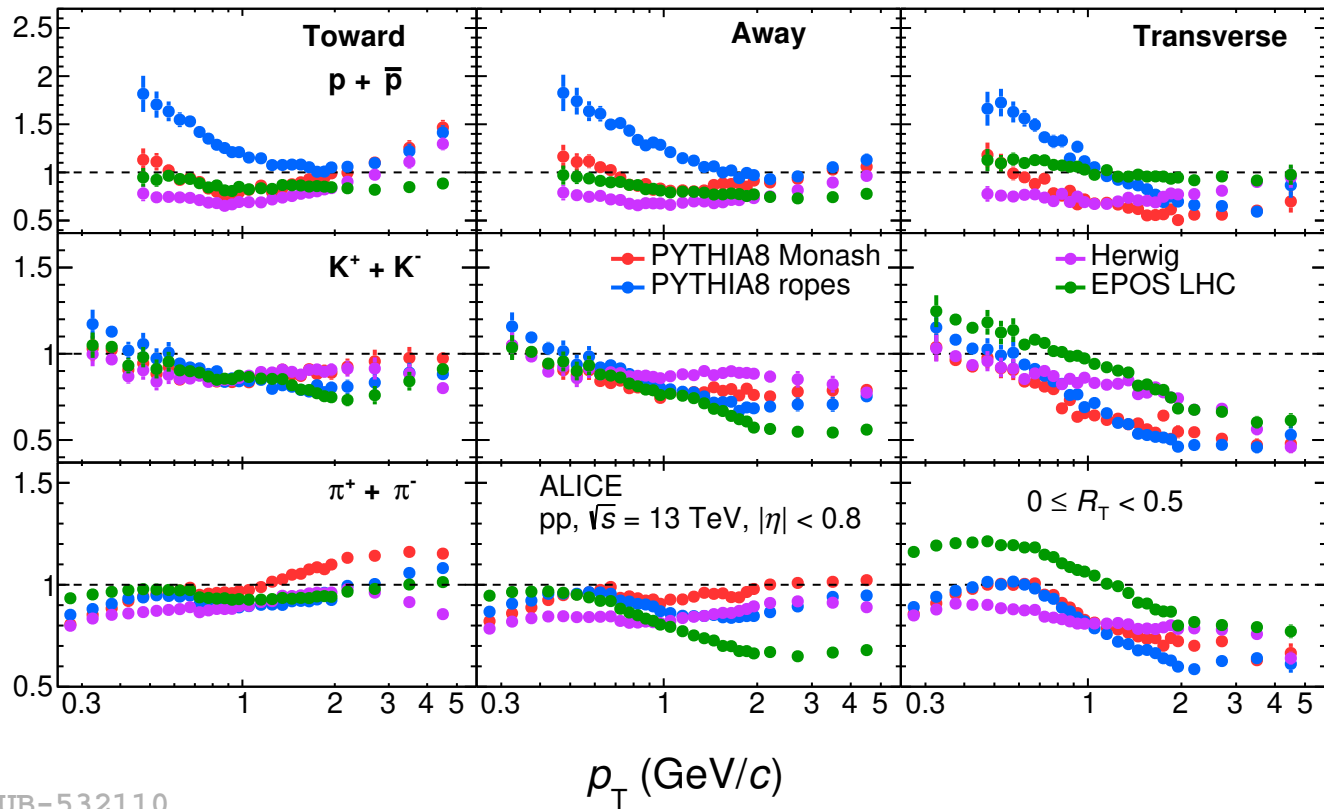 Toward
Away
Transverse
p + p̄
2.5
2
1.5
1
0.5
K⁺ + K⁻
PYTHIA8 Monash
PYTHIA8 ropes
Herwig
EPOS LHC
1.5
1
0.5
π⁺ + π⁻
ALICE
pp, √s = 13 TeV, |η| < 0.8
0 ≤ R_T < 0.5
1.5
1
0.5
0.3 1 2 3 4 5 0.3 1 2 3 4 5 0.3 1 2 3 4 5
p_T (GeV/c)
-532110